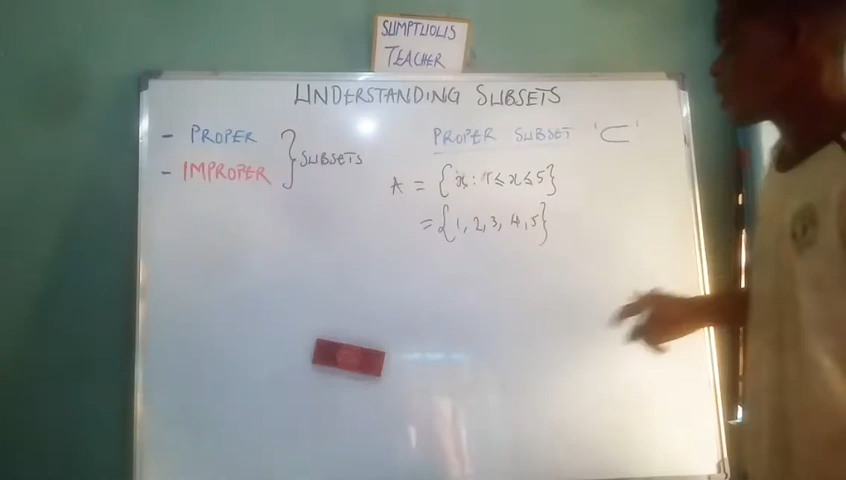 SUMPTUOUS
TEACHER
UNDERSTANDING SUBSETS
- PROPER
- IMPROPER
} SUBSETS
PROPER SUBSET '⊂'
A = {x : 1 ≤ x ≤ 5}
= {1, 2, 3, 4, 5}